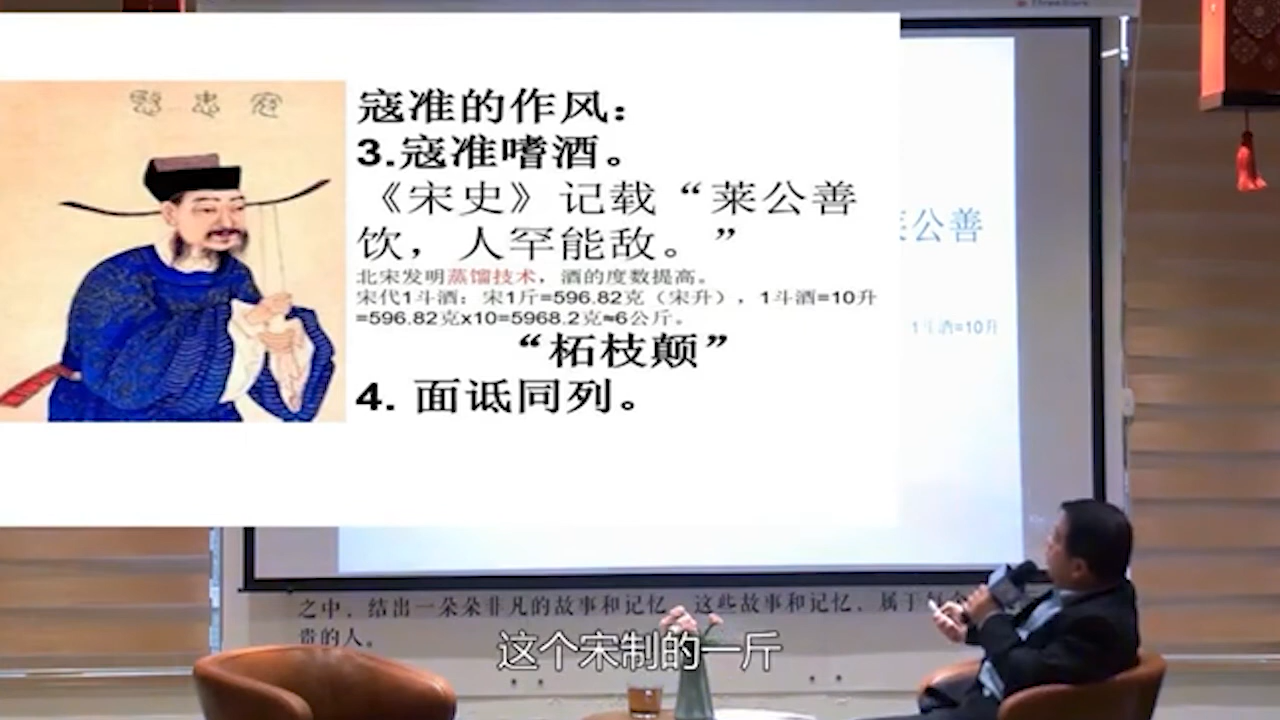 寇忠愍
寇准的作风：
3.寇准嗜酒。
《宋史》记载“莱公善
饮，人罕能敌。”
北宋发明蒸馏技术，酒的度数提高。
宋代1斗酒：宋1斤=596.82克（宋升），1斗酒=10升
=596.82克x10=5968.2克≈6公斤。
“柘枝颠”
4. 面诋同列。
公善
1斗酒=10升
之中，结出一朵朵非凡的故事和记忆，这些故事和记忆，属于每个
贵的人。
这个宋制的一斤